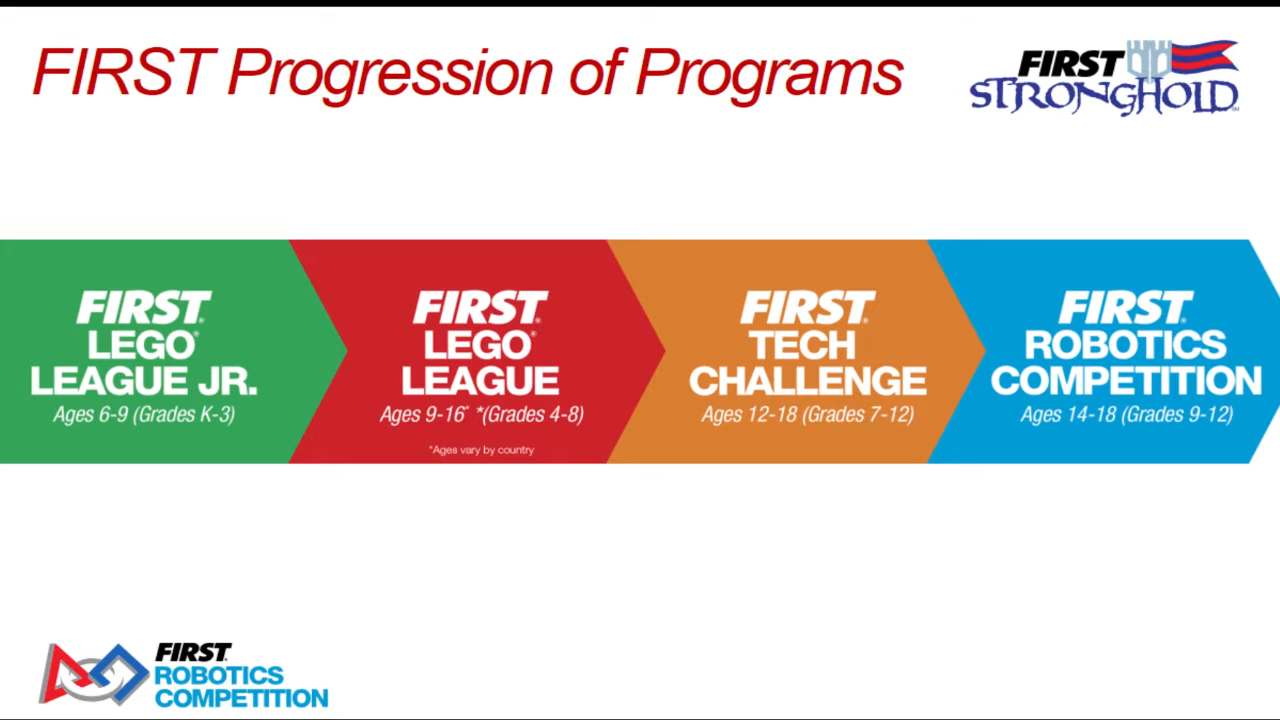 FIRST Progression of Programs
FIRST
STRONGHOLD
FIRST®
LEGO®
LEAGUE JR.
Ages 6-9 (Grades K-3)
FIRST®
LEGO®
LEAGUE
Ages 9-16* *(Grades 4-8)
*Ages vary by country
FIRST®
TECH
CHALLENGE
Ages 12-18 (Grades 7-12)
FIRST®
ROBOTICS
COMPETITION
Ages 14-18 (Grades 9-12)
FIRST®
ROBOTICS
COMPETITION